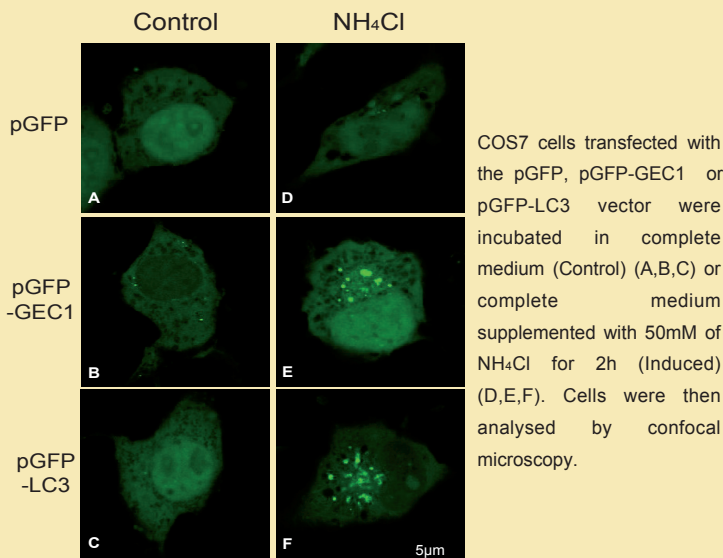 Control NH₄Cl
pGFP
A D
pGFP
-GEC1
B E
pGFP
-LC3
C F
5µm
COS7 cells transfected with
the pGFP, pGFP-GEC1 or
pGFP-LC3 vector were
incubated in complete
medium (Control) (A,B,C) or
complete medium
supplemented with 50mM of
NH₄Cl for 2h (Induced)
(D,E,F). Cells were then
analysed by confocal
microscopy.